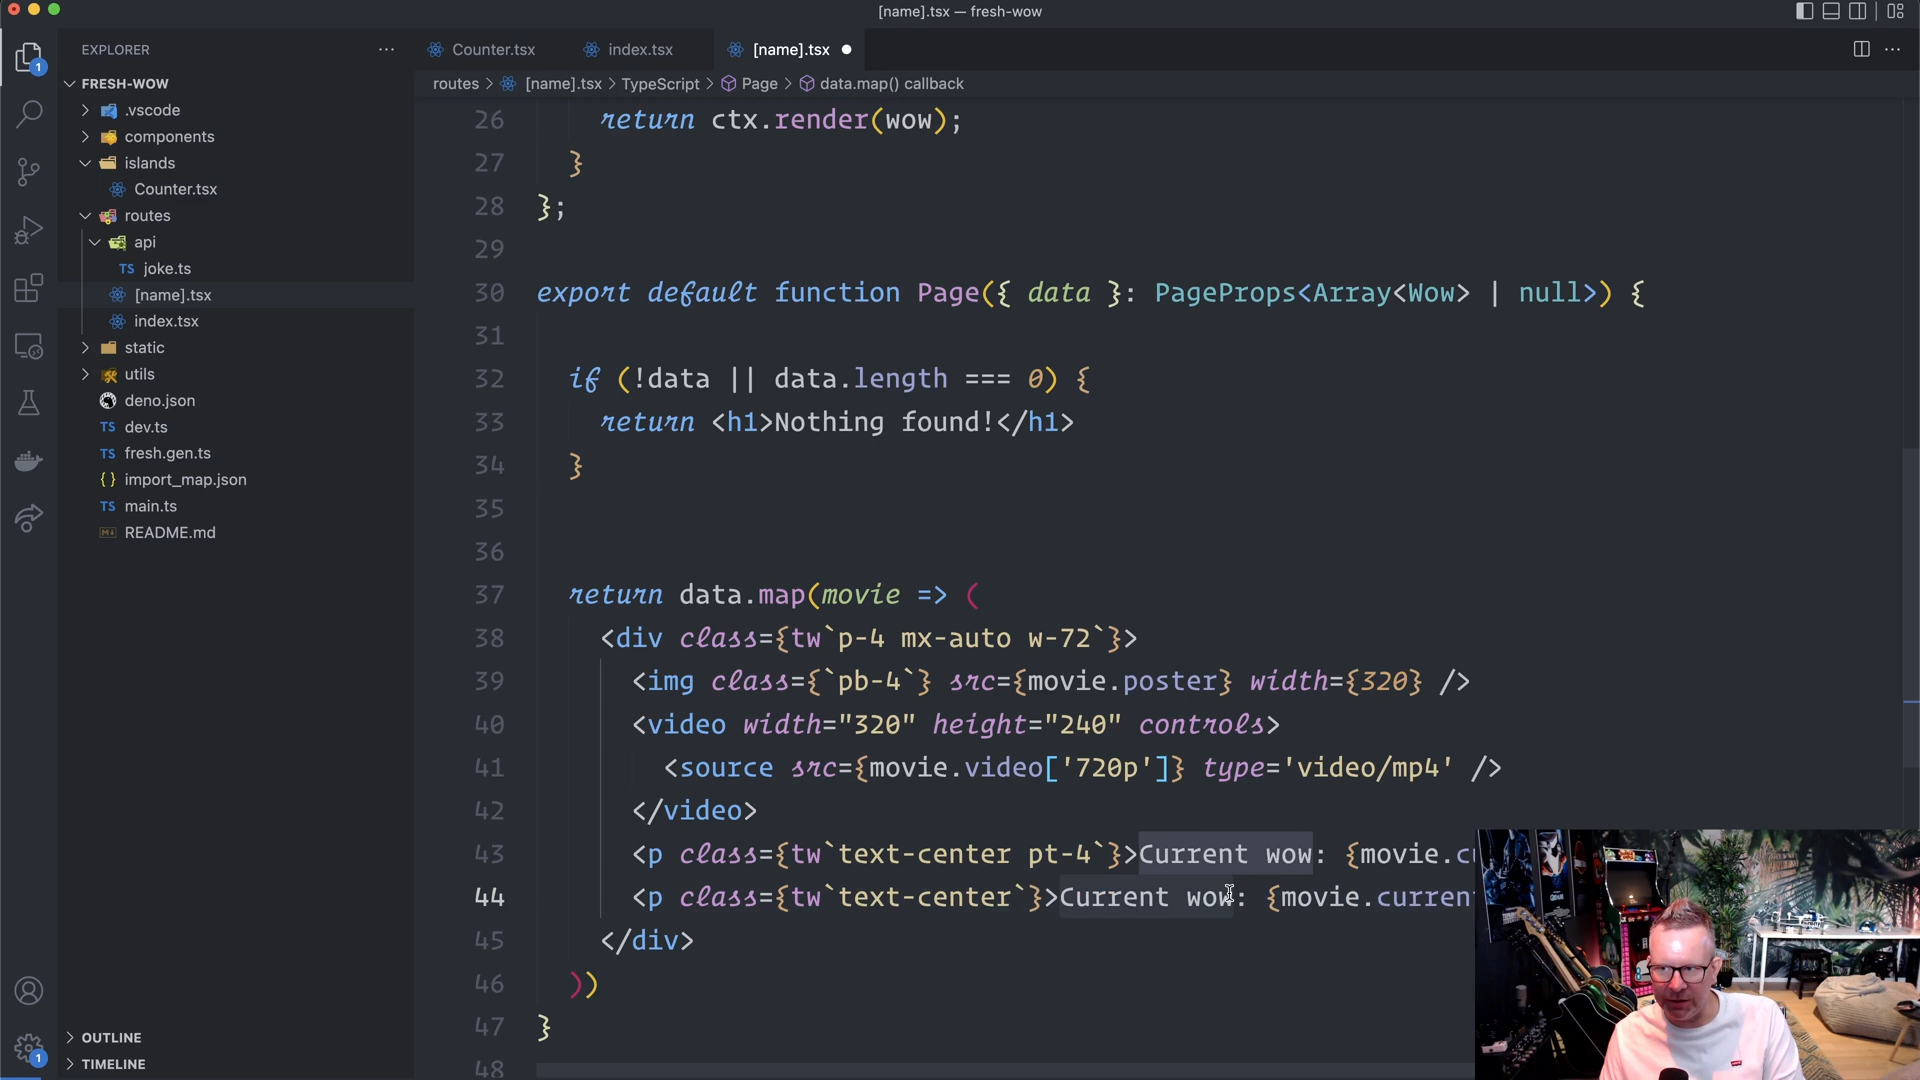 [name].tsx — fresh-wow
EXPLORER
Counter.tsx
index.tsx
[name].tsx
FRESH-WOW
routes > [name].tsx > TypeScript > Page > data.map() callback
.vscode
components
islands
Counter.tsx
routes
api
TS joke.ts
[name].tsx
index.tsx
static
utils
deno.json
TS dev.ts
TS fresh.gen.ts
{ } import_map.json
TS main.ts
README.md
OUTLINE
TIMELINE
1
1
26 return ctx.render(wow);
27 }
28 };
29
30 export default function Page({ data }: PageProps<Array<Wow> | null>) {
31
32 if (!data || data.length === 0) {
33 return <h1>Nothing found!</h1>
34 }
35
36
37 return data.map(movie => (
38 <div class={tw`p-4 mx-auto w-72`}>
39 <img class={`pb-4`} src={movie.poster} width={320} />
40 <video width="320" height="240" controls>
41 <source src={movie.video['720p']} type='video/mp4' />
42 </video>
43 <p class={tw`text-center pt-4`}>Current wow: {movie.cu
44 <p class={tw`text-center`}>Current wow: {movie.curren
45 </div>
46 ))
47 }
48